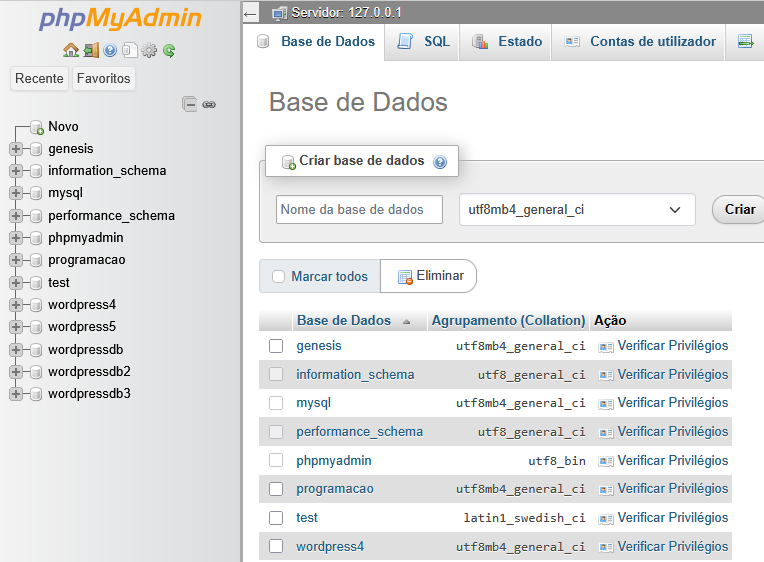 phpMyAdmin
Recente Favoritos
Novo
genesis
information_schema
mysql
performance_schema
phpmyadmin
programacao
test
wordpress4
wordpress5
wordpressdb
wordpressdb2
wordpressdb3
Servidor: 127.0.0.1
Base de Dados SQL Estado Contas de utilizador
Base de Dados
Criar base de dados
Nome da base de dados utf8mb4_general_ci Criar
Marcar todos Eliminar
Base de Dados Agrupamento (Collation) Ação
genesis utf8mb4_general_ci Verificar Privilégios
information_schema utf8_general_ci Verificar Privilégios
mysql utf8mb4_general_ci Verificar Privilégios
performance_schema utf8_general_ci Verificar Privilégios
phpmyadmin utf8_bin Verificar Privilégios
programacao utf8mb4_general_ci Verificar Privilégios
test latin1_swedish_ci Verificar Privilégios
wordpress4 utf8mb4_general_ci Verificar Privilégios